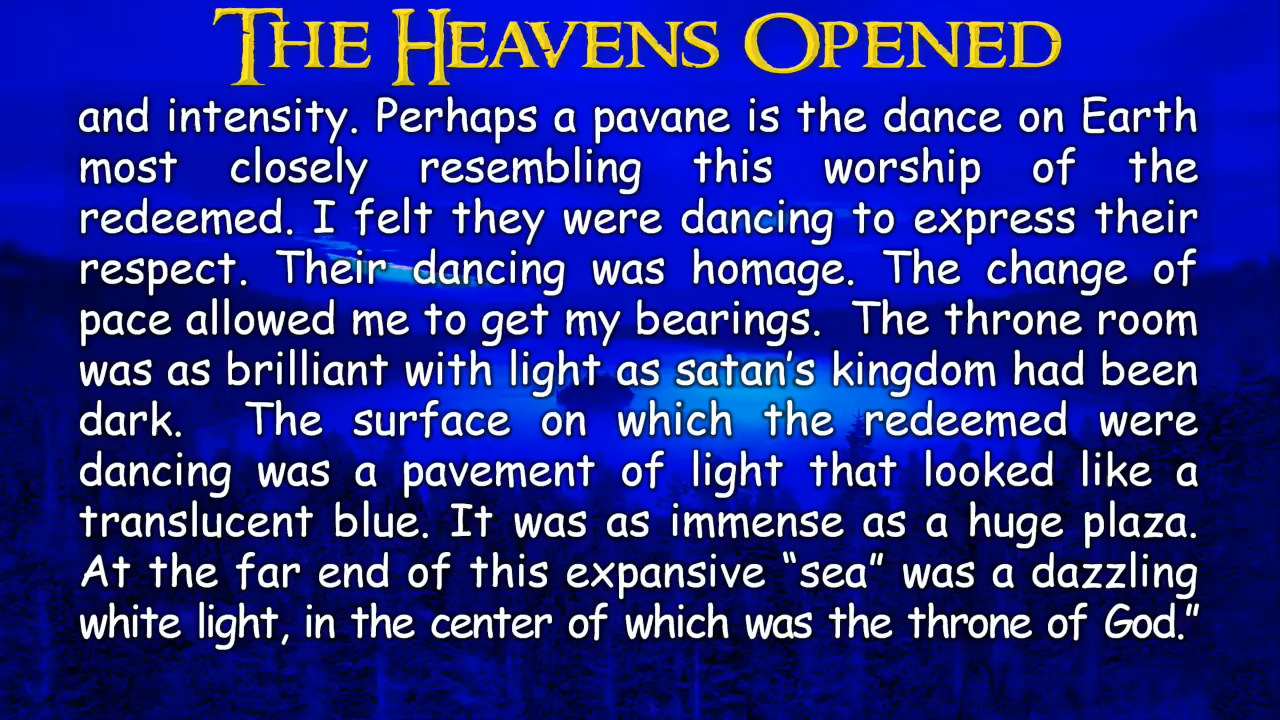 THE HEAVENS OPENED
and intensity. Perhaps a pavane is the dance on Earth
most closely resembling this worship of the
redeemed. I felt they were dancing to express their
respect. Their dancing was homage. The change of
pace allowed me to get my bearings. The throne room
was as brilliant with light as satan’s kingdom had been
dark. The surface on which the redeemed were
dancing was a pavement of light that looked like a
translucent blue. It was as immense as a huge plaza.
At the far end of this expansive “sea” was a dazzling
white light, in the center of which was the throne of God.”